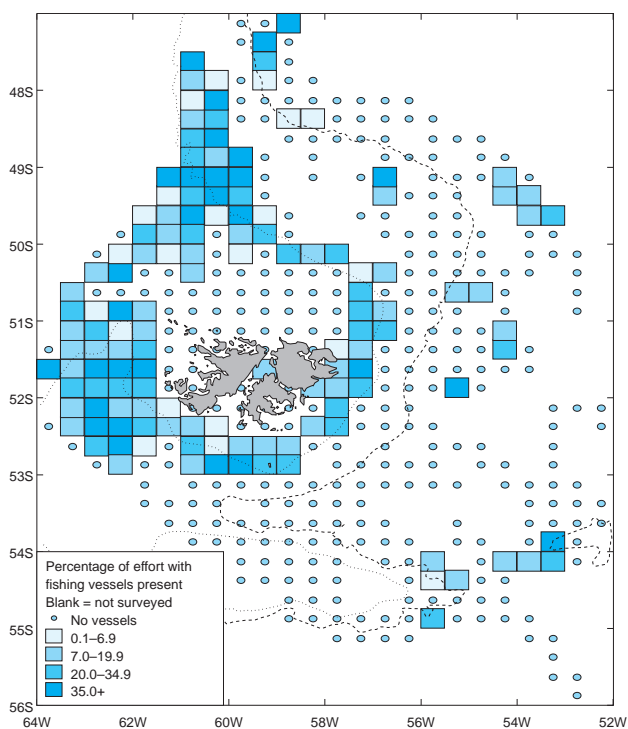 48S
49S
50S
51S
52S
53S
54S
Percentage of effort with
fishing vessels present
Blank = not surveyed
No vessels
0.1–6.9
7.0–19.9
20.0–34.9
35.0+
55S
56S
64W 62W 60W 58W 56W 54W 52W